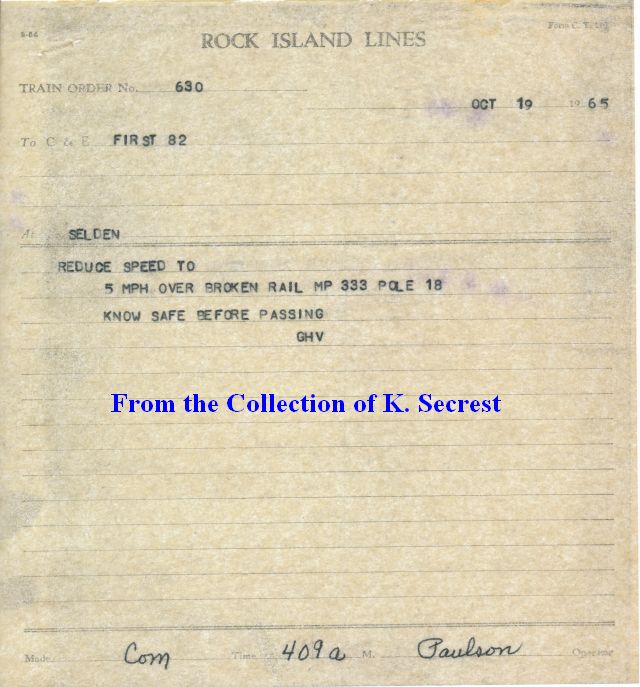 8-64
ROCK ISLAND LINES
TRAIN ORDER No. 630
OCT 19 1965
To C & E FIRST 82
At SELDEN
REDUCE SPEED TO
5 MPH OVER BROKEN RAIL MP 333 POLE 18
KNOW SAFE BEFORE PASSING
GHV
From the Collection of K. Secrest
Made Com Time 409a M. Paulson Operator